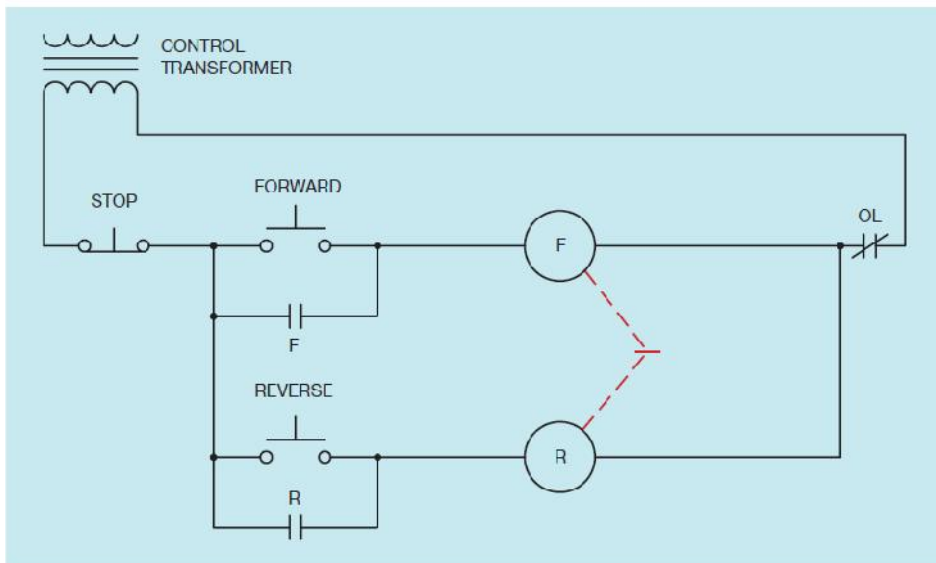 CONTROL
TRANSFORMER
FORWARD
STOP
OL
F
F
REVERSE
R
R